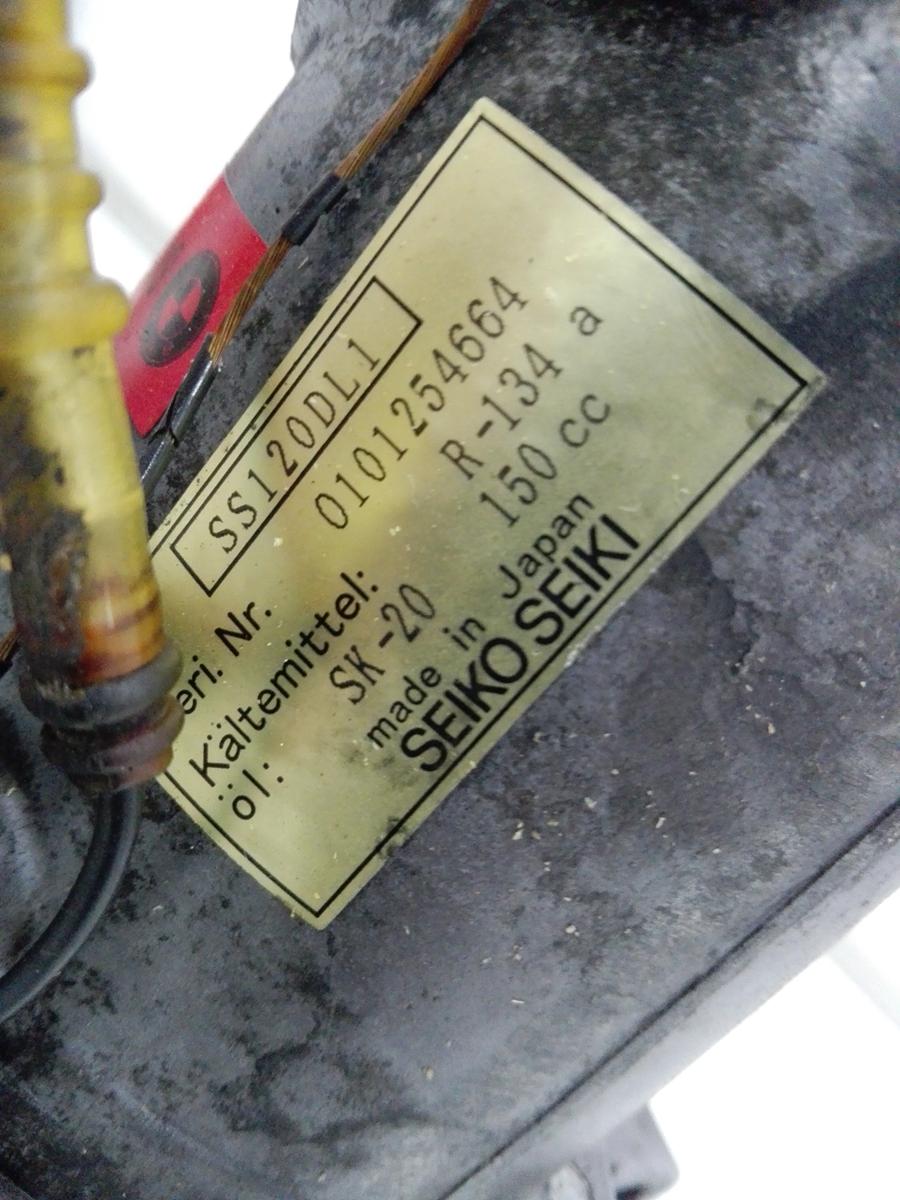 SS120DL1
eri. Nr. 0101254664
Kältemittel: R-134 a
öl: SK-20 150 cc
made in Japan
SEIKO SEIKI